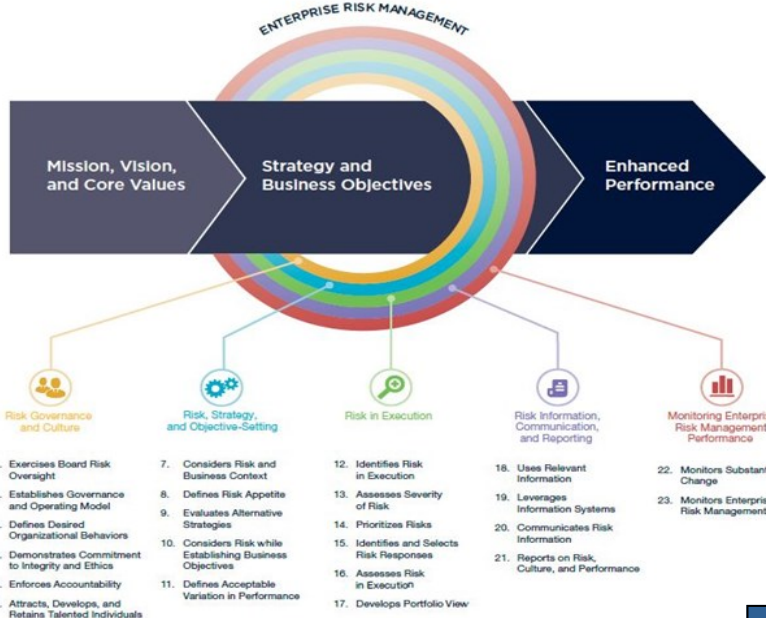 ENTERPRISE RISK MANAGEMENT
Mission, Vision,
and Core Values
Strategy and
Business Objectives
Enhanced
Performance
Risk Governance
and Culture
Exercises Board Risk
Oversight
Establishes Governance
and Operating Model
Defines Desired
Organizational Behaviors
Demonstrates Commitment
to Integrity and Ethics
Enforces Accountability
Attracts, Develops, and
Retains Talented Individuals
Risk, Strategy,
and Objective-Setting
7. Considers Risk and
Business Context
8. Defines Risk Appetite
9. Evaluates Alternative
Strategies
10. Considers Risk while
Establishing Business
Objectives
11. Defines Acceptable
Variation in Performance
Risk in Execution
12. Identifies Risk
in Execution
13. Assesses Severity
of Risk
14. Prioritizes Risks
15. Identifies and Selects
Risk Responses
16. Assesses Risk
in Execution
17. Develops Portfolio View
Risk Information,
Communication,
and Reporting
18. Uses Relevant
Information
19. Leverages
Information Systems
20. Communicates Risk
Information
21. Reports on Risk,
Culture, and Performance
Monitoring Enterpris
Risk Management
Performance
22. Monitors Substant
Change
23. Monitors Enterpris
Risk Management